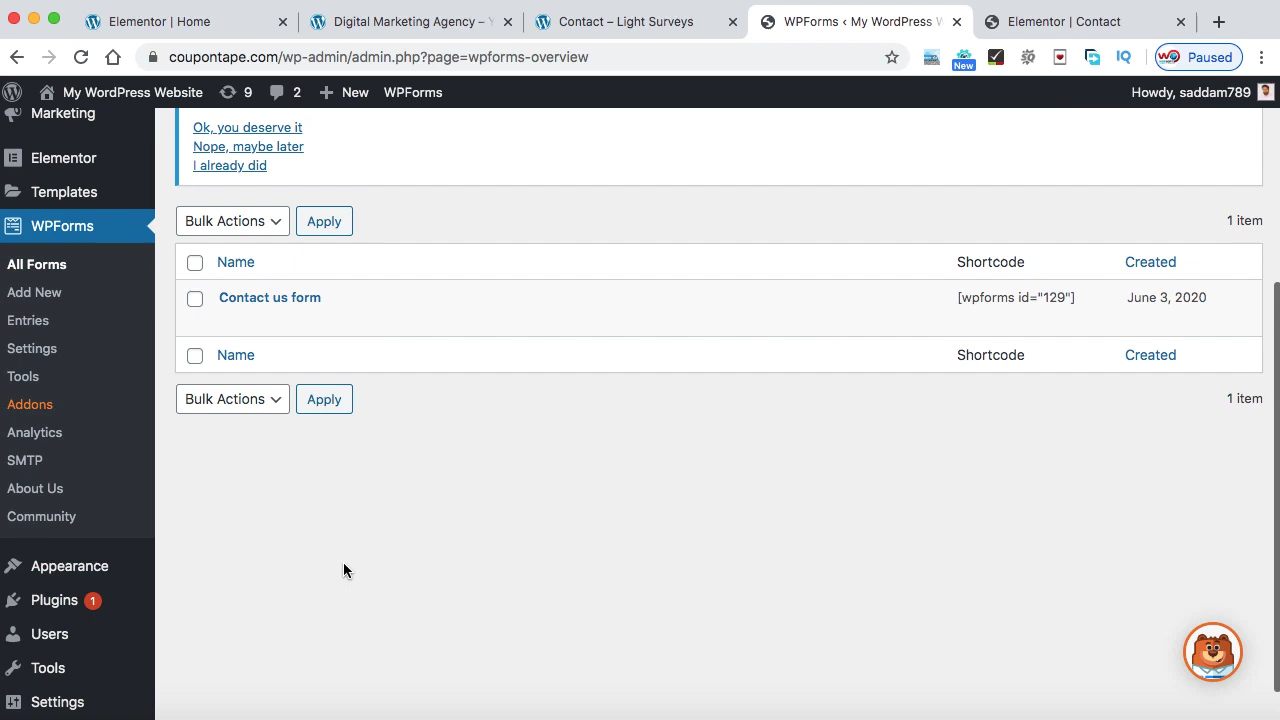 Elementor | Home
Digital Marketing Agency –
Contact – Light Surveys
WPForms ‹ My WordPress
Elementor | Contact
coupontape.com/wp-admin/admin.php?page=wpforms-overview
New
IQ
Paused
My WordPress Website
9
2
New
WPForms
Howdy, saddam789
Marketing
Elementor
Templates
WPForms
All Forms
Add New
Entries
Settings
Tools
Addons
Analytics
SMTP
About Us
Community
Appearance
Plugins 1
Users
Tools
Settings
Ok, you deserve it
Nope, maybe later
I already did
Bulk Actions
Apply
1 item
Name
Shortcode
Created
Contact us form
[wpforms id="129"]
June 3, 2020
Name
Shortcode
Created
Bulk Actions
Apply
1 item